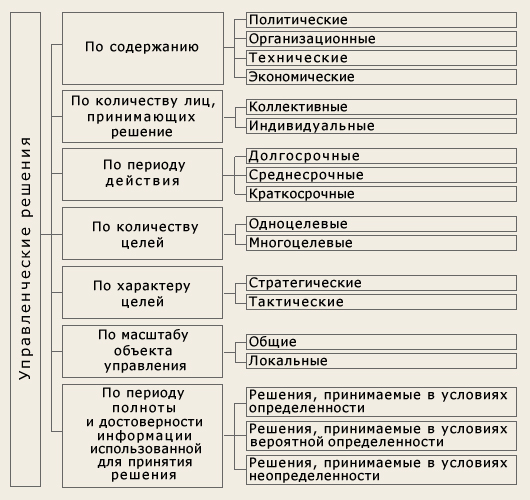 Управленческие решения
По содержанию
Политические
Организационные
Технические
Экономические
По количеству лиц,
принимающих
решение
Коллективные
Индивидуальные
По периоду
действия
Долгосрочные
Среднесрочные
Краткосрочные
По количеству
целей
Одноцелевые
Многоцелевые
По характеру
целей
Стратегические
Тактические
По масштабу
объекта
управления
Общие
Локальные
По периоду
полноты
и достоверности
информации
использованной
для принятия
решения
Решения, принимаемые в условиях
определенности
Решения, принимаемые в условиях
вероятной определенности
Решения, принимаемые в условиях
неопределенности